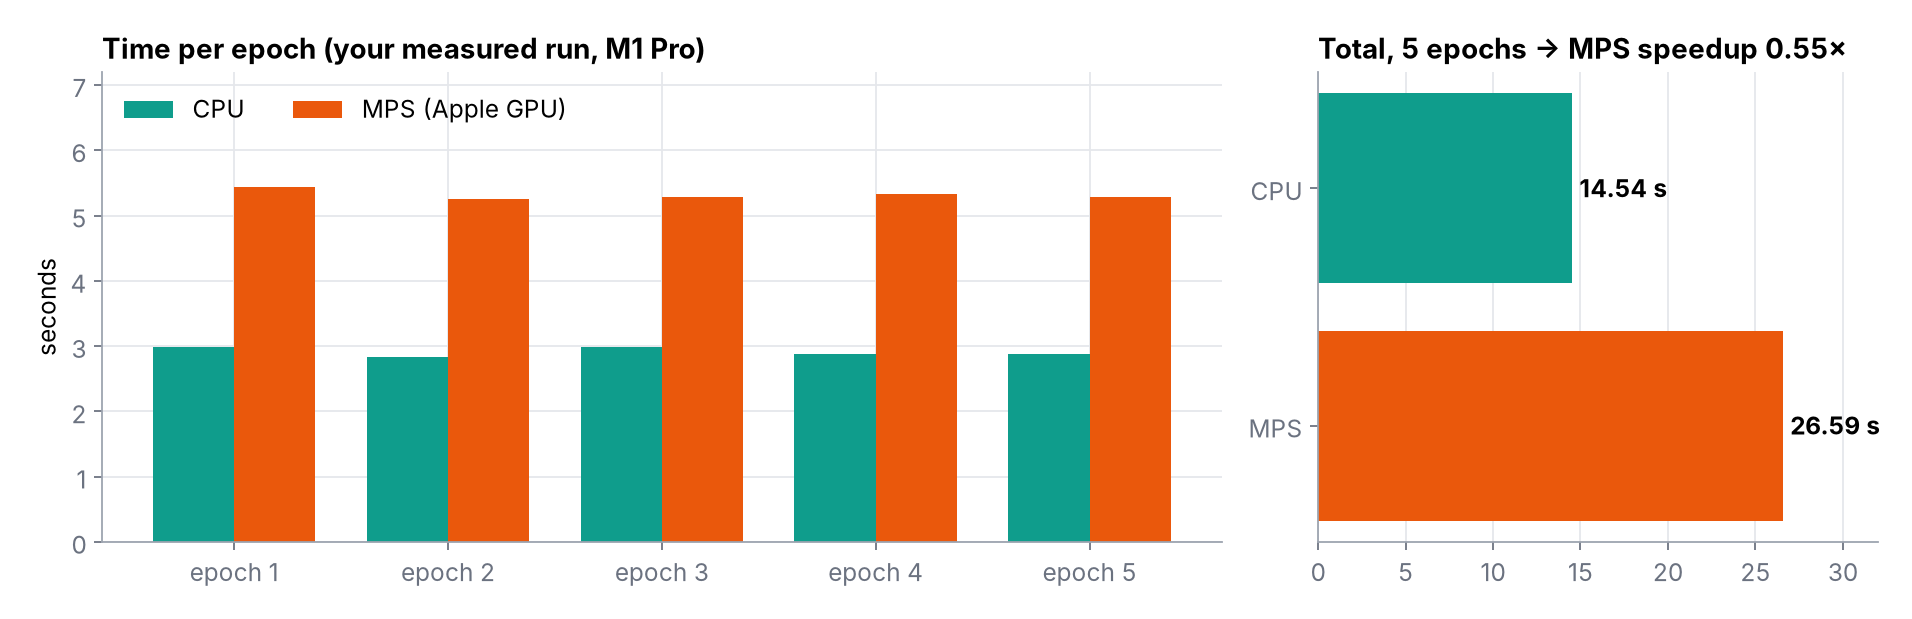 Time per epoch (your measured run, M1 Pro)
CPU
MPS (Apple GPU)
seconds
7
6
5
4
3
2
1
0
epoch 1
epoch 2
epoch 3
epoch 4
epoch 5
Total, 5 epochs → MPS speedup 0.55×
CPU
14.54 s
MPS
26.59 s
0
5
10
15
20
25
30